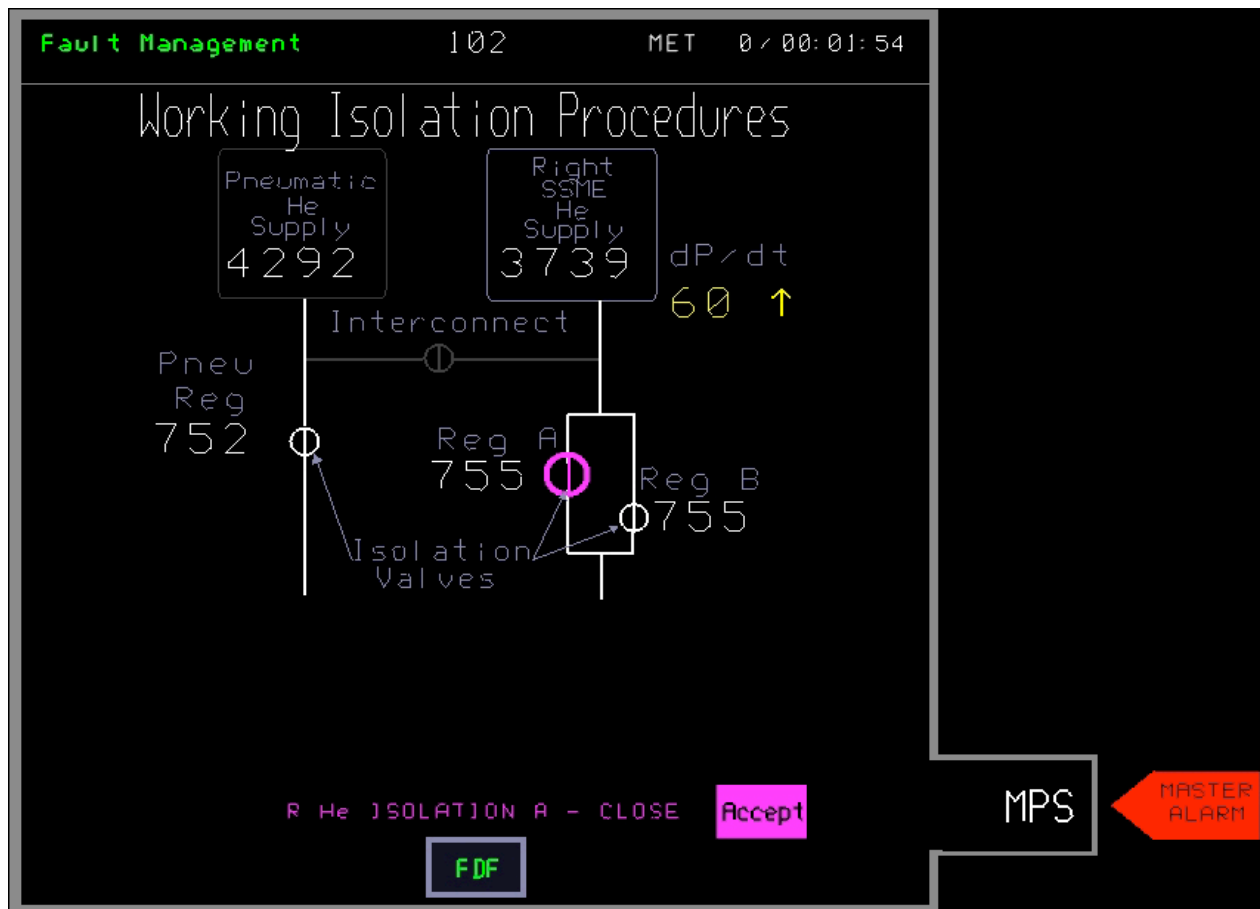 Fault Management 102 MET 0/00:01:54
Working Isolation Procedures
Pneumatic
He
Supply
4292
Right
SSME
He
Supply
3739
dP/dt
60 ↑
Interconnect
Pneu
Reg
752
Reg A
755
Reg B
755
Isolation
Valves
R He ISOLATION A - CLOSE Accept
FDF
MPS
MASTER
ALARM